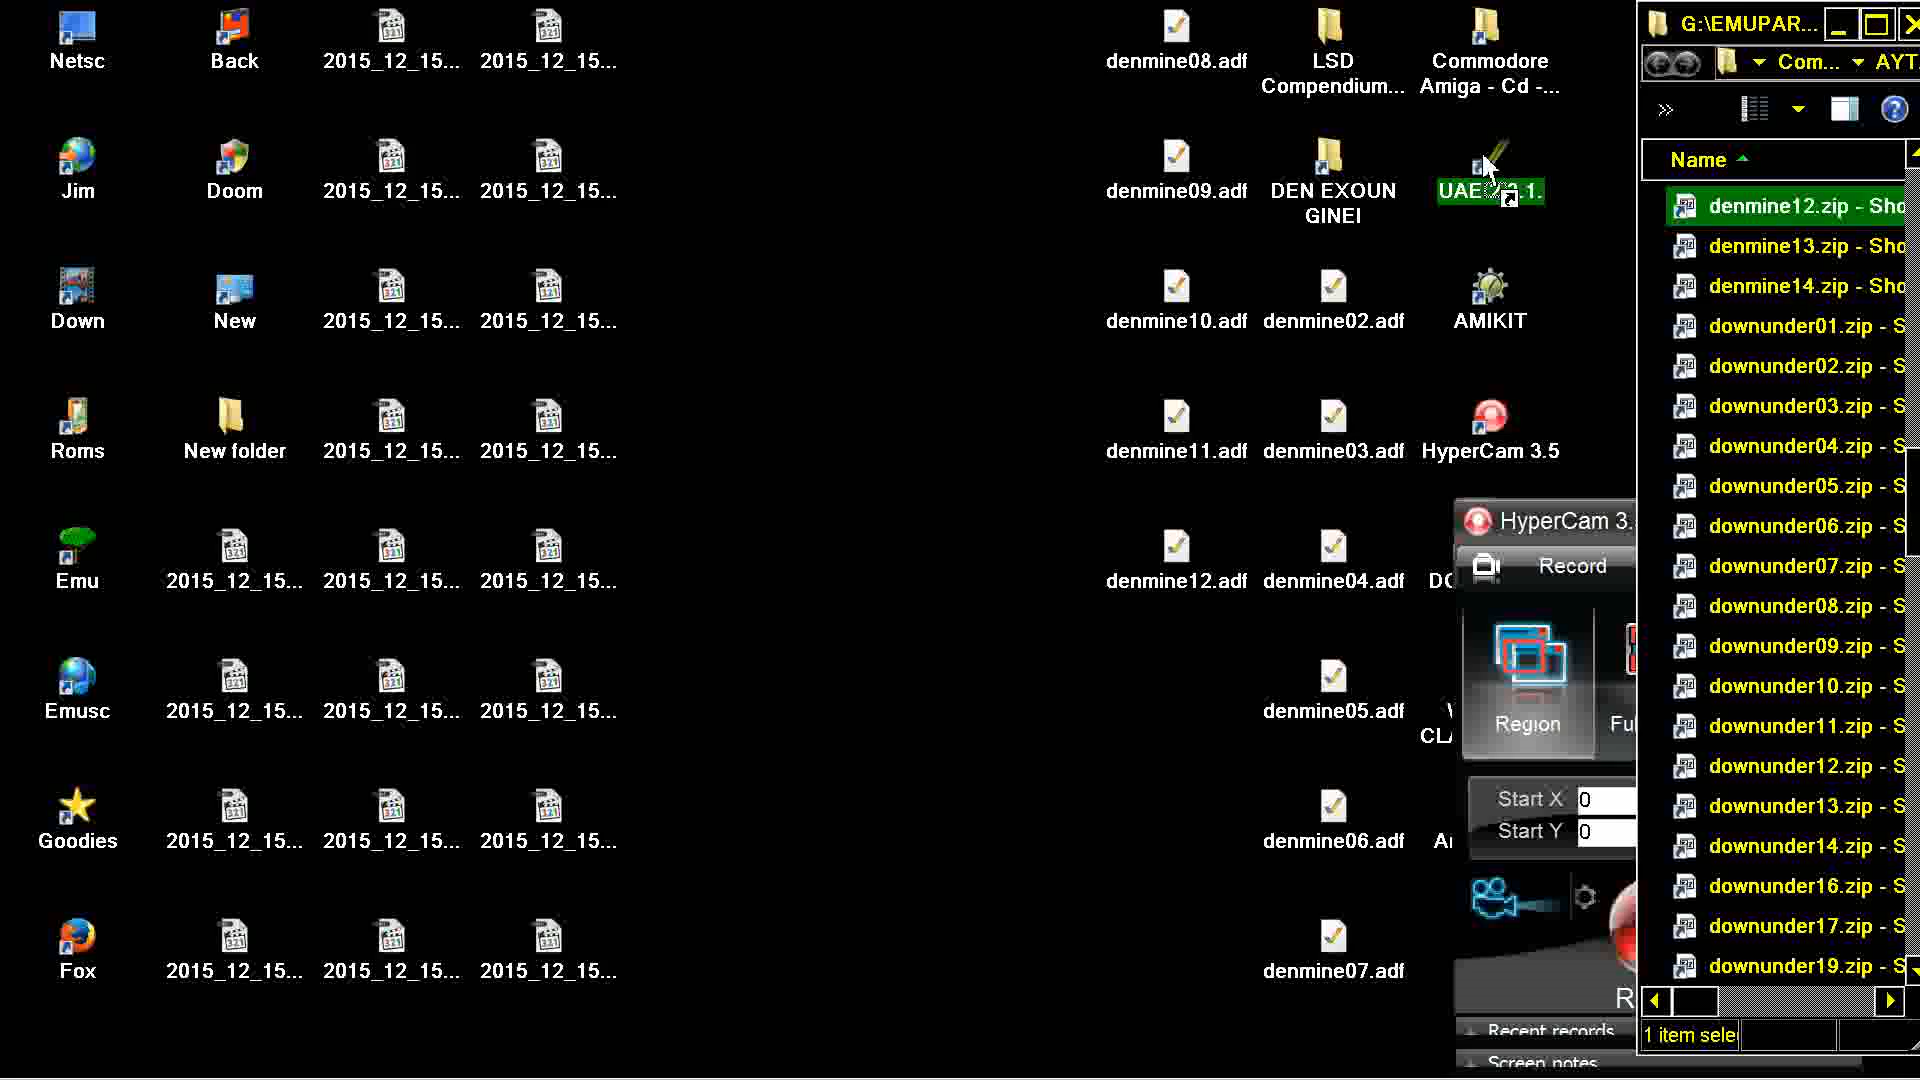 Netsc
Back
2015_12_15...
2015_12_15...
denmine08.adf
LSD
Compendium...
Commodore
Amiga - Cd -...
Jim
Doom
2015_12_15...
2015_12_15...
denmine09.adf
DEN EXOUN
GINEI
UAE
.1.
Down
New
2015_12_15...
2015_12_15...
denmine10.adf
denmine02.adf
AMIKIT
Roms
New folder
2015_12_15...
2015_12_15...
denmine11.adf
denmine03.adf
HyperCam 3.5
Emu
2015_12_15...
2015_12_15...
2015_12_15...
denmine12.adf
denmine04.adf
Emusc
2015_12_15...
2015_12_15...
2015_12_15...
denmine05.adf
CLA
Goodies
2015_12_15...
2015_12_15...
2015_12_15...
denmine06.adf
Fox
2015_12_15...
2015_12_15...
2015_12_15...
denmine07.adf
HyperCam 3.
Record
Region
Ful
Start X 0
Start Y 0
R
+ Recent records
+ Screen notes
G:\EMUPAR...
Com...
AYT
»
Name
denmine12.zip - Sho
denmine13.zip - Sho
denmine14.zip - Sho
downunder01.zip - S
downunder02.zip - S
downunder03.zip - S
downunder04.zip - S
downunder05.zip - S
downunder06.zip - S
downunder07.zip - S
downunder08.zip - S
downunder09.zip - S
downunder10.zip - S
downunder11.zip - S
downunder12.zip - S
downunder13.zip - S
downunder14.zip - S
downunder16.zip - S
downunder17.zip - S
downunder19.zip - S
1 item sele